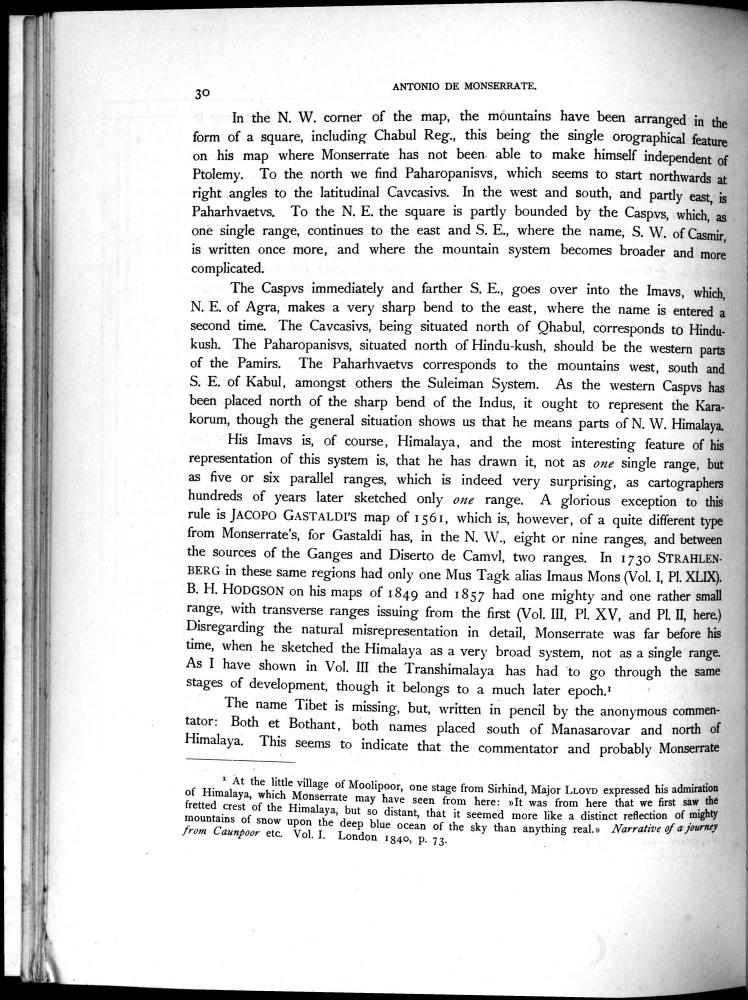 30
ANTONIO DE MONSERRATE.
In the N. W. corner of the map, the mountains have been arranged in the
form of a square, including Chabul Reg., this being the single orographical feature
on his map where Monserrate has not been able to make himself independent of
Ptolemy. To the north we find Paharopanisvs, which seems to start northwards at
right angles to the latitudinal Cavcasivs. In the west and south, and partly east, is
Paharhvaetvs. To the N. E. the square is partly bounded by the Caspvs, which, as
one single range, continues to the east and S. E., where the name, S. W. of Casmir,
is written once more, and where the mountain system becomes broader and more
complicated.
The Caspvs immediately and farther S. E., goes over into the Imavs, which,
N. E. of Agra, makes a very sharp bend to the east, where the name is entered a
second time. The Cavcasivs, being situated north of Qhabul, corresponds to Hindu-
kush. The Paharopanisvs, situated north of Hindu-kush, should be the western parts
of the Pamirs. The Paharhvaetvs corresponds to the mountains west, south and
S. E. of Kabul, amongst others the Suleiman System. As the western Caspvs has
been placed north of the sharp bend of the Indus, it ought to represent the Kara-
korum, though the general situation shows us that he means parts of N. W. Himalaya.
His Imavs is, of course, Himalaya, and the most interesting feature of his
representation of this system is, that he has drawn it, not as one single range, but
as five or six parallel ranges, which is indeed very surprising, as cartographers
hundreds of years later sketched only one range. A glorious exception to this
rule is JACOPO GASTALDI'S map of 1561, which is, however, of a quite different type
from Monserrate's, for Gastaldi has, in the N. W., eight or nine ranges, and between
the sources of the Ganges and Diserto de Camvl, two ranges. In 1730 STRAHLEN-
BERG in these same regions had only one Mus Tagk alias Imaus Mons (Vol. I, Pl. XLIX).
B. H. HODGSON on his maps of 1849 and 1857 had one mighty and one rather small
range, with transverse ranges issuing from the first (Vol. III, Pl. XV, and Pl. II, here.)
Disregarding the natural misrepresentation in detail, Monserrate was far before his
time, when he sketched the Himalaya as a very broad system, not as a single range.
As I have shown in Vol. III the Transhimalaya has had to go through the same
stages of development, though it belongs to a much later epoch.¹
The name Tibet is missing, but, written in pencil by the anonymous commen-
tator: Both et Bothant, both names placed south of Manasarovar and north of
Himalaya. This seems to indicate that the commentator and probably Monserrate
¹ At the little village of Moolipoor, one stage from Sirhind, Major LLOYD expressed his admiration
of Himalaya, which Monserrate may have seen from here: »It was from here that we first saw the
fretted crest of the Himalaya, but so distant, that it seemed more like a distinct reflection of mighty
mountains of snow upon the deep blue ocean of the sky than anything real.» Narrative of a journey
from Caunpoor etc. Vol. I. London 1840, p. 73.